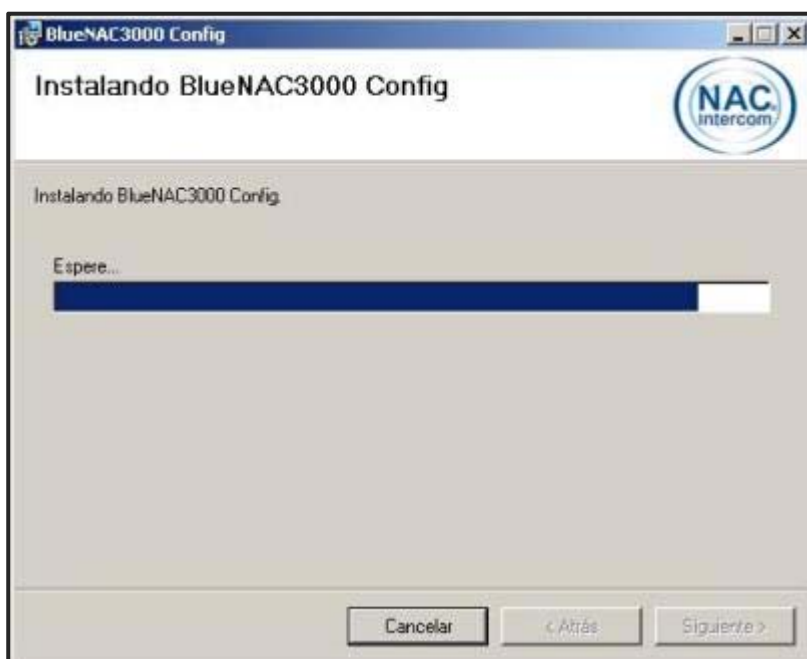 BlueNAC3000 Config
Instalando BlueNAC3000 Config
NAC
Intercom
Instalando BlueNAC3000 Config.
Espere...
Cancelar
< Atrás
Siguiente >